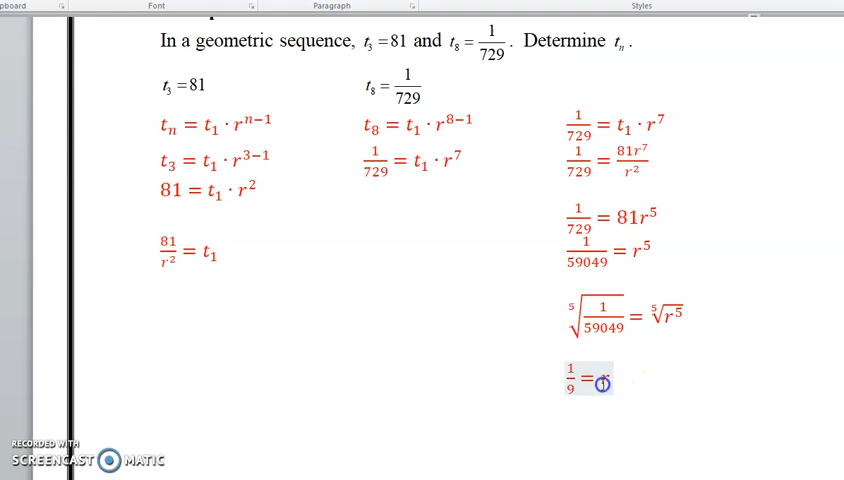 pboard Font Paragraph Styles
In a geometric sequence, t₃ = 81 and t₈ = 1/729. Determine tₙ.
t₃ = 81
tₙ = t₁ · rⁿ⁻¹
t₃ = t₁ · r³⁻¹
81 = t₁ · r²
81/r² = t₁
t₈ = 1/729
t₈ = t₁ · r⁸⁻¹
1/729 = t₁ · r⁷
1/729 = t₁ · r⁷
1/729 = 81r⁷/r²
1/729 = 81r⁵
1/59049 = r⁵
⁵√(1/59049) = ⁵√r⁵
1/9 = r
RECORDED WITH
SCREENCAST MATIC